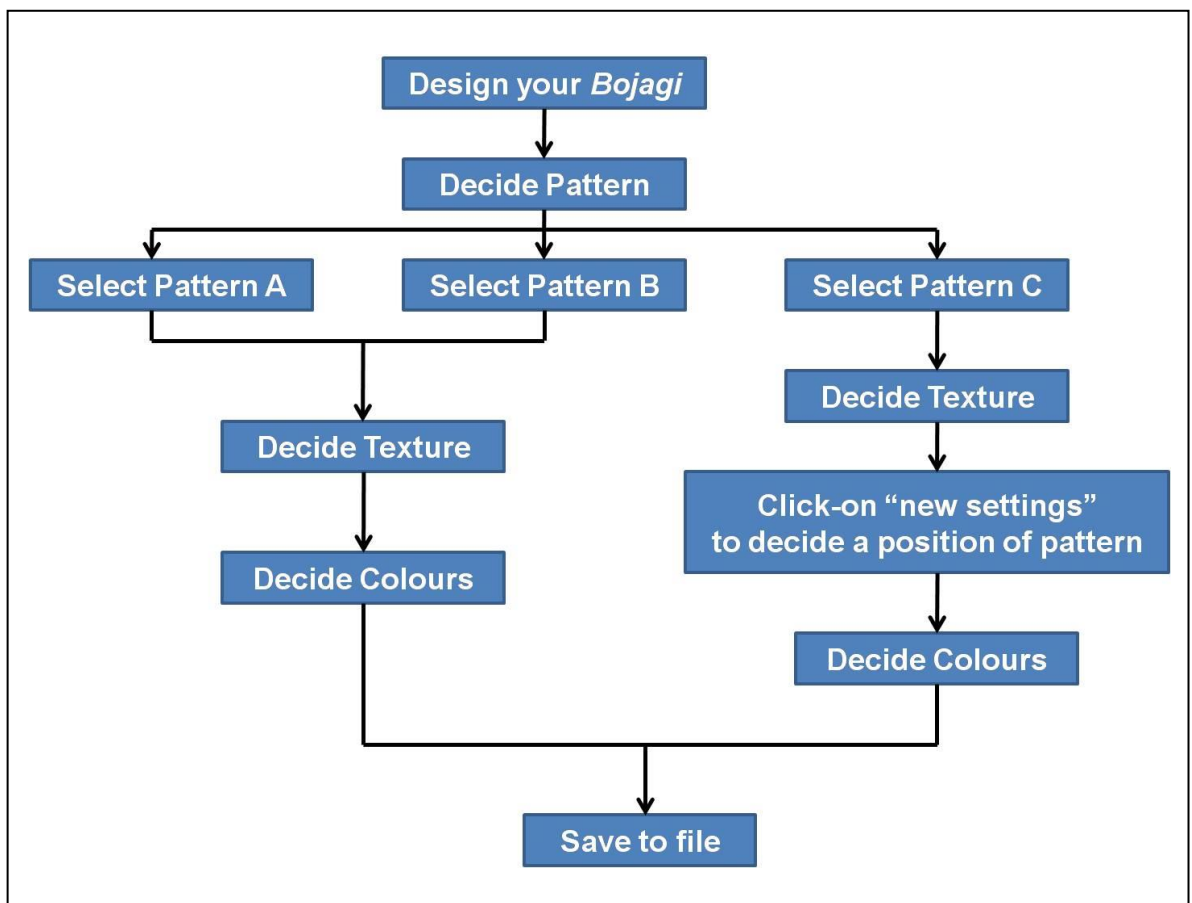 Design your Bojagi
Decide Pattern
Select Pattern A
Select Pattern B
Select Pattern C
Decide Texture
Decide Texture
Click-on “new settings”
to decide a position of pattern
Decide Colours
Decide Colours
Save to file